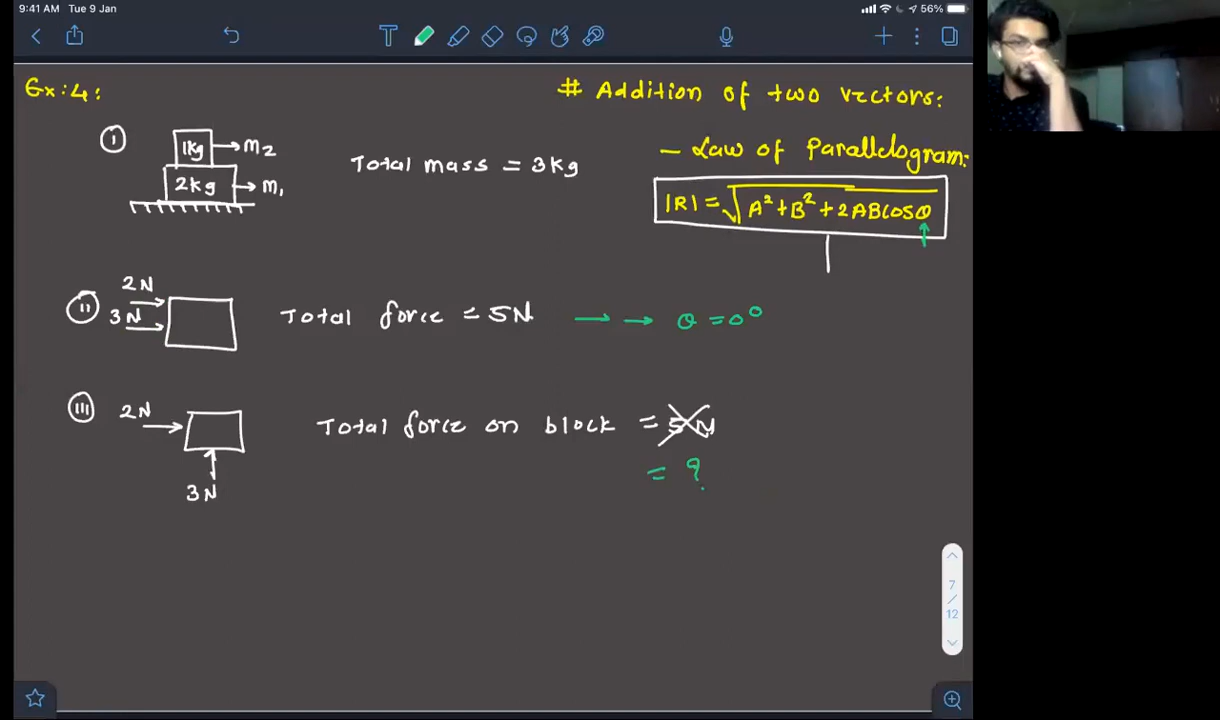 9:41 AM Tue 9 Jan
56%
Ex:4:
# Addition of two vectors:
(I) 1kg → m₂
2kg → m₁
Total mass = 3kg
— Law of Parallelogram:
|R| = √A²+B²+2ABcosθ
(II) 2N
3N
Total force = 5N
→ → θ = 0°
(III) 2N
3N
Total force on block = 5N
= ?
7
/
12